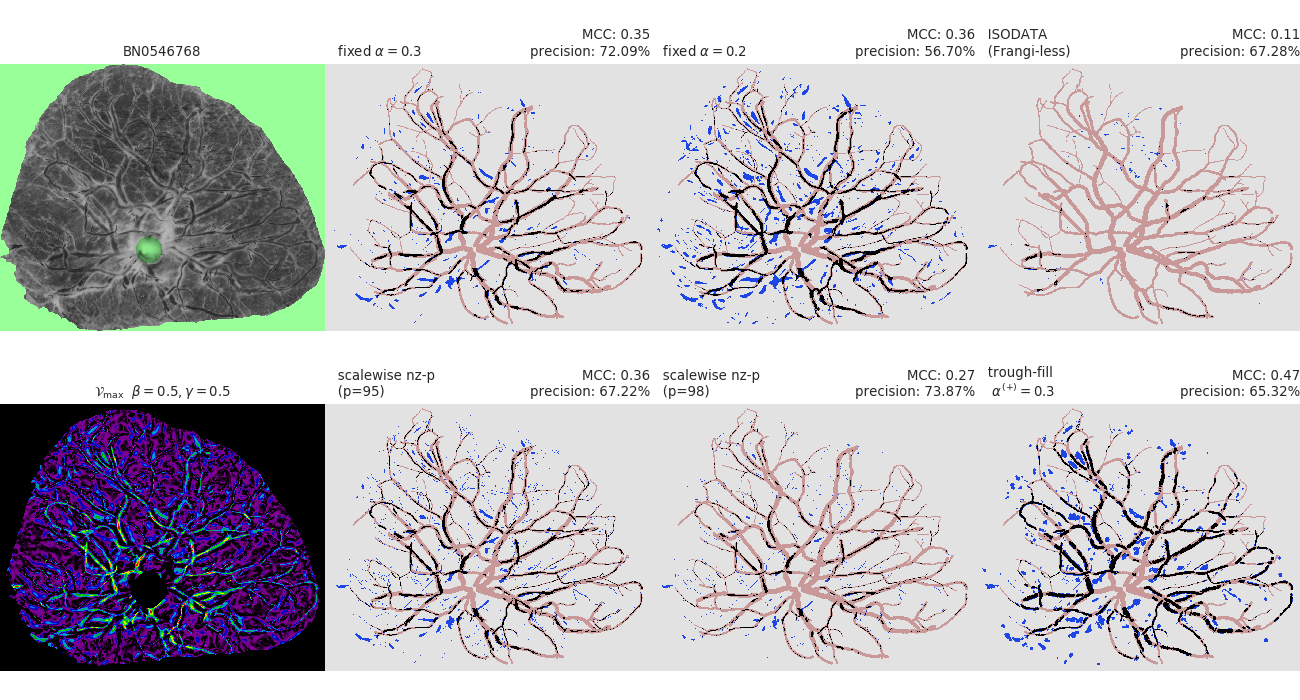 BN0546768
fixed α = 0.3
MCC: 0.35
precision: 72.09%
fixed α = 0.2
MCC: 0.36
precision: 56.70%
ISODATA
(Frangi-less)
MCC: 0.11
precision: 67.28%
𝒱max β = 0.5, γ = 0.5
scalewise nz-p
(p=95)
MCC: 0.36
precision: 67.22%
scalewise nz-p
(p=98)
MCC: 0.27
precision: 73.87%
trough-fill
α(+) = 0.3
MCC: 0.47
precision: 65.32%